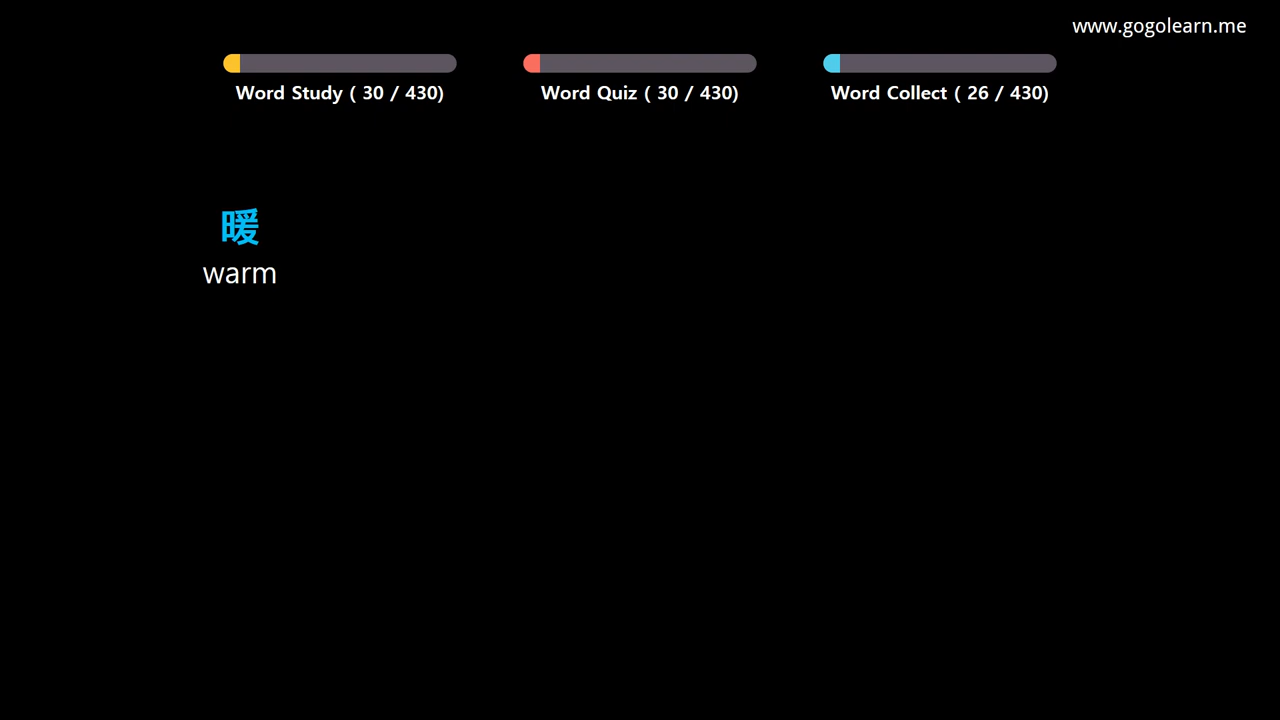 www.gogolearn.me
Word Study ( 30 / 430)
Word Quiz ( 30 / 430)
Word Collect ( 26 / 430)
暖
warm